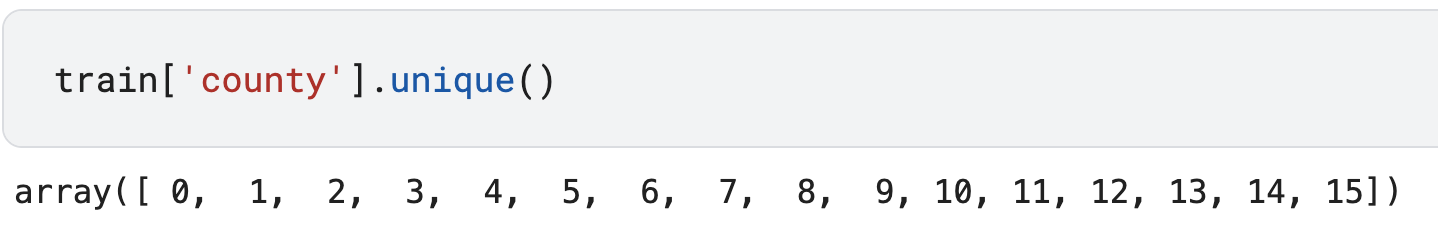 train['county'].unique()
array([ 0,  1,  2,  3,  4,  5,  6,  7,  8,  9, 10, 11, 12, 13, 14, 15])